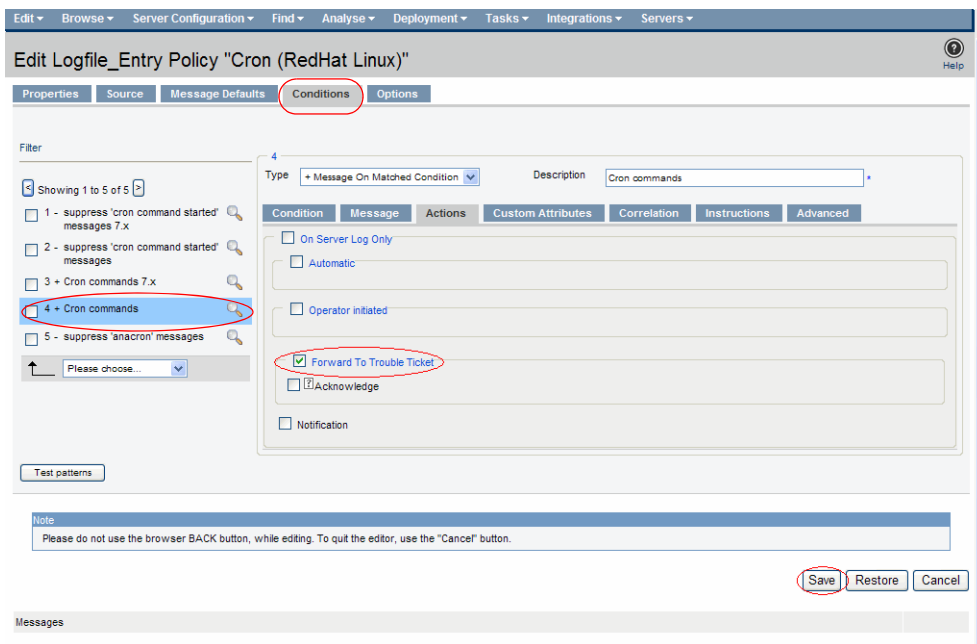 Edit Browse Server Configuration Find Analyse Deployment Tasks Integrations Servers
Edit Logfile_Entry Policy "Cron (RedHat Linux)"
Help
Properties Source Message Defaults Conditions Options
Filter
< Showing 1 to 5 of 5 >
1 - suppress 'cron command started'
messages 7.x
2 - suppress 'cron command started'
messages
3 + Cron commands 7.x
4 + Cron commands
5 - suppress 'anacron' messages
Please choose...
Test patterns
4
Type + Message On Matched Condition Description Cron commands *
Condition Message Actions Custom Attributes Correlation Instructions Advanced
On Server Log Only
Automatic
Operator initiated
Forward To Trouble Ticket
? Acknowledge
Notification
Note
Please do not use the browser BACK button, while editing. To quit the editor, use the "Cancel" button.
Save Restore Cancel
Messages